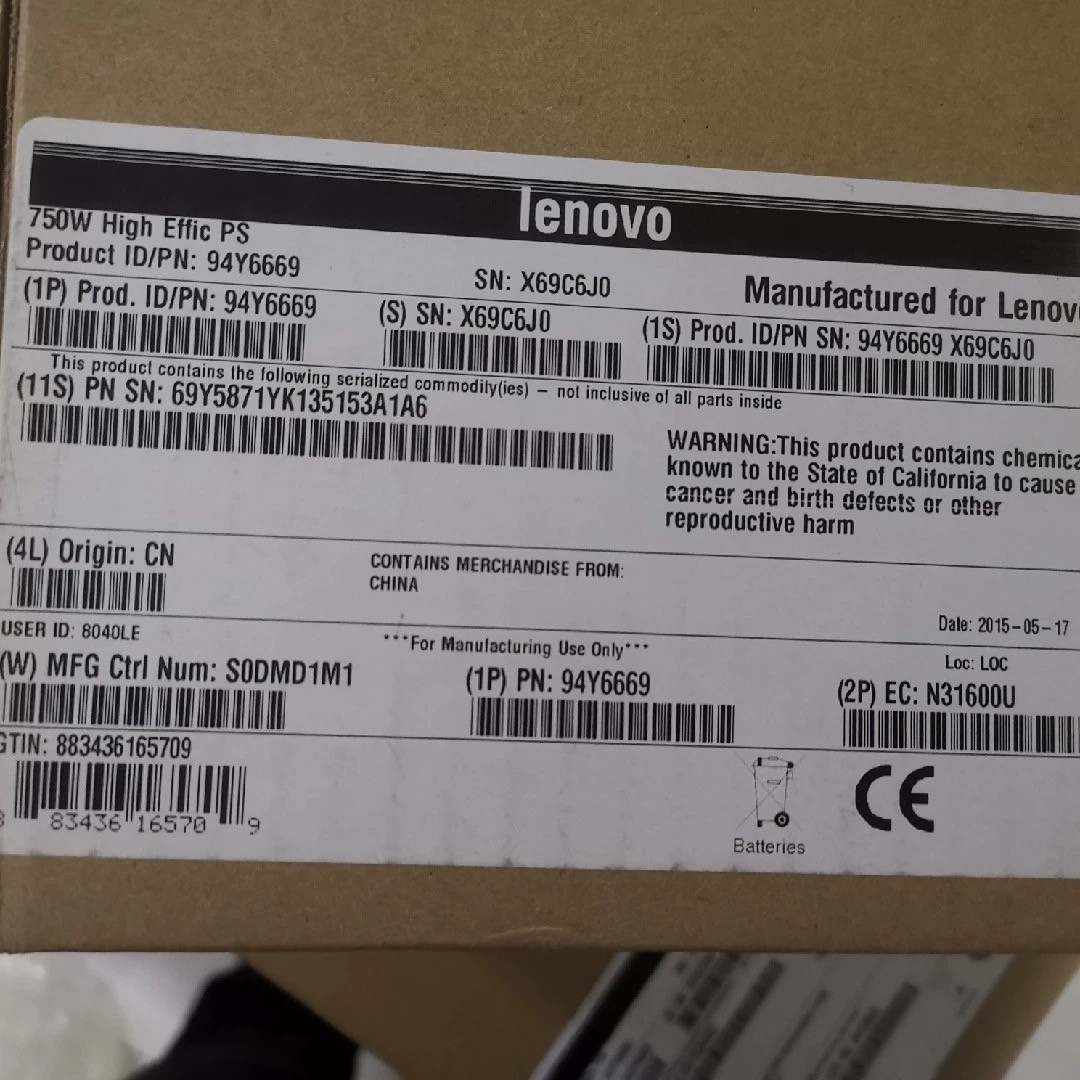 lenovo
750W High Effic PS
Product ID/PN: 94Y6669
SN: X69C6J0
Manufactured for Lenovo
(1P) Prod. ID/PN: 94Y6669
(S) SN: X69C6J0
(1S) Prod. ID/PN SN: 94Y6669 X69C6J0
This product contains the following serialized commodity(ies) – not inclusive of all parts inside
(11S) PN SN: 69Y5871YK135153A1A6
WARNING:This product contains chemica
known to the State of California to cause
cancer and birth defects or other
reproductive harm
(4L) Origin: CN
CONTAINS MERCHANDISE FROM:
CHINA
Date: 2015-05-17
USER ID: 8040LE
***For Manufacturing Use Only***
Loc: LOC
(W) MFG Ctrl Num: S0DMD1M1
(1P) PN: 94Y6669
(2P) EC: N31600U
GTIN: 883436165709
8 83436 16570 9
CE
Batteries